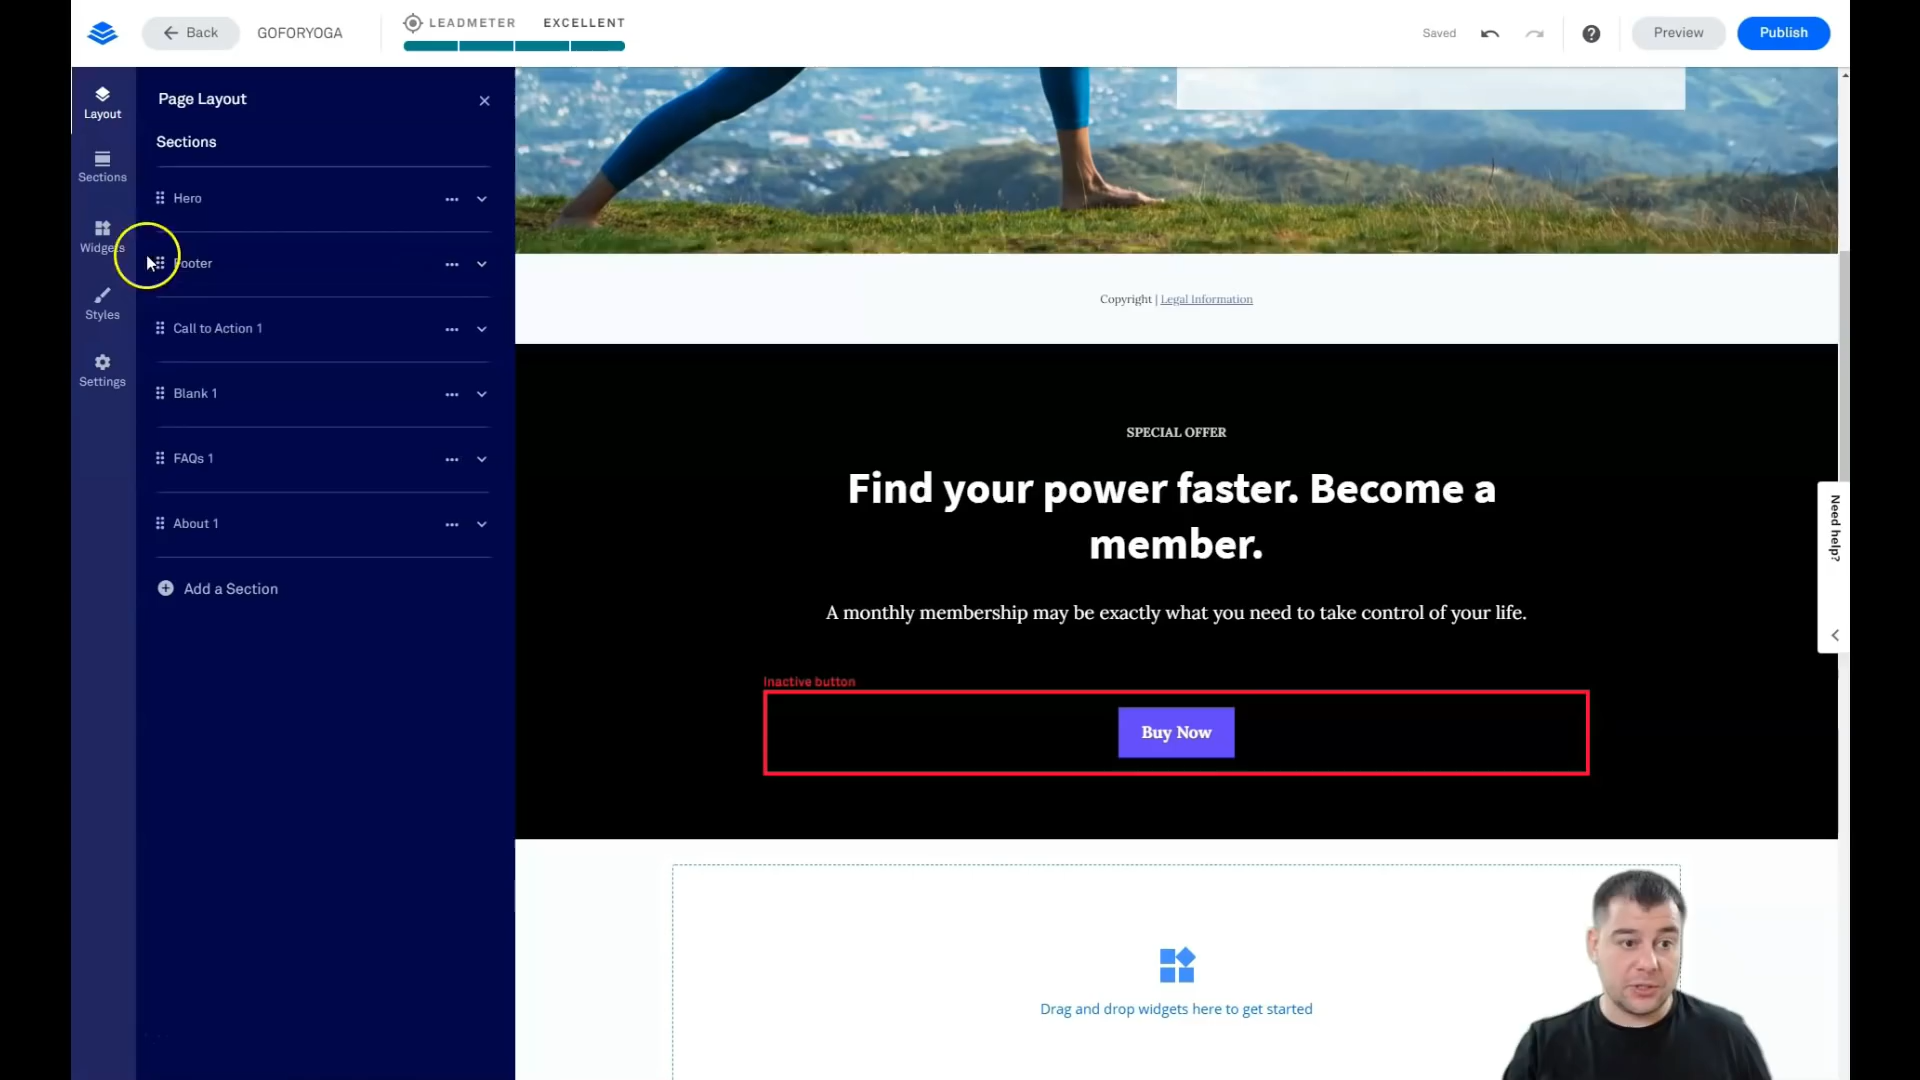 Back
GOFORYOGA
LEADMETER EXCELLENT
Saved
Preview
Publish
Layout
Sections
Widgets
Styles
Settings
Page Layout
Sections
Hero
Footer
Call to Action 1
Blank 1
FAQs 1
About 1
Add a Section
Copyright | Legal Information
SPECIAL OFFER
Find your power faster. Become a
member.
A monthly membership may be exactly what you need to take control of your life.
Inactive button
Buy Now
Drag and drop widgets here to get started
Need help?